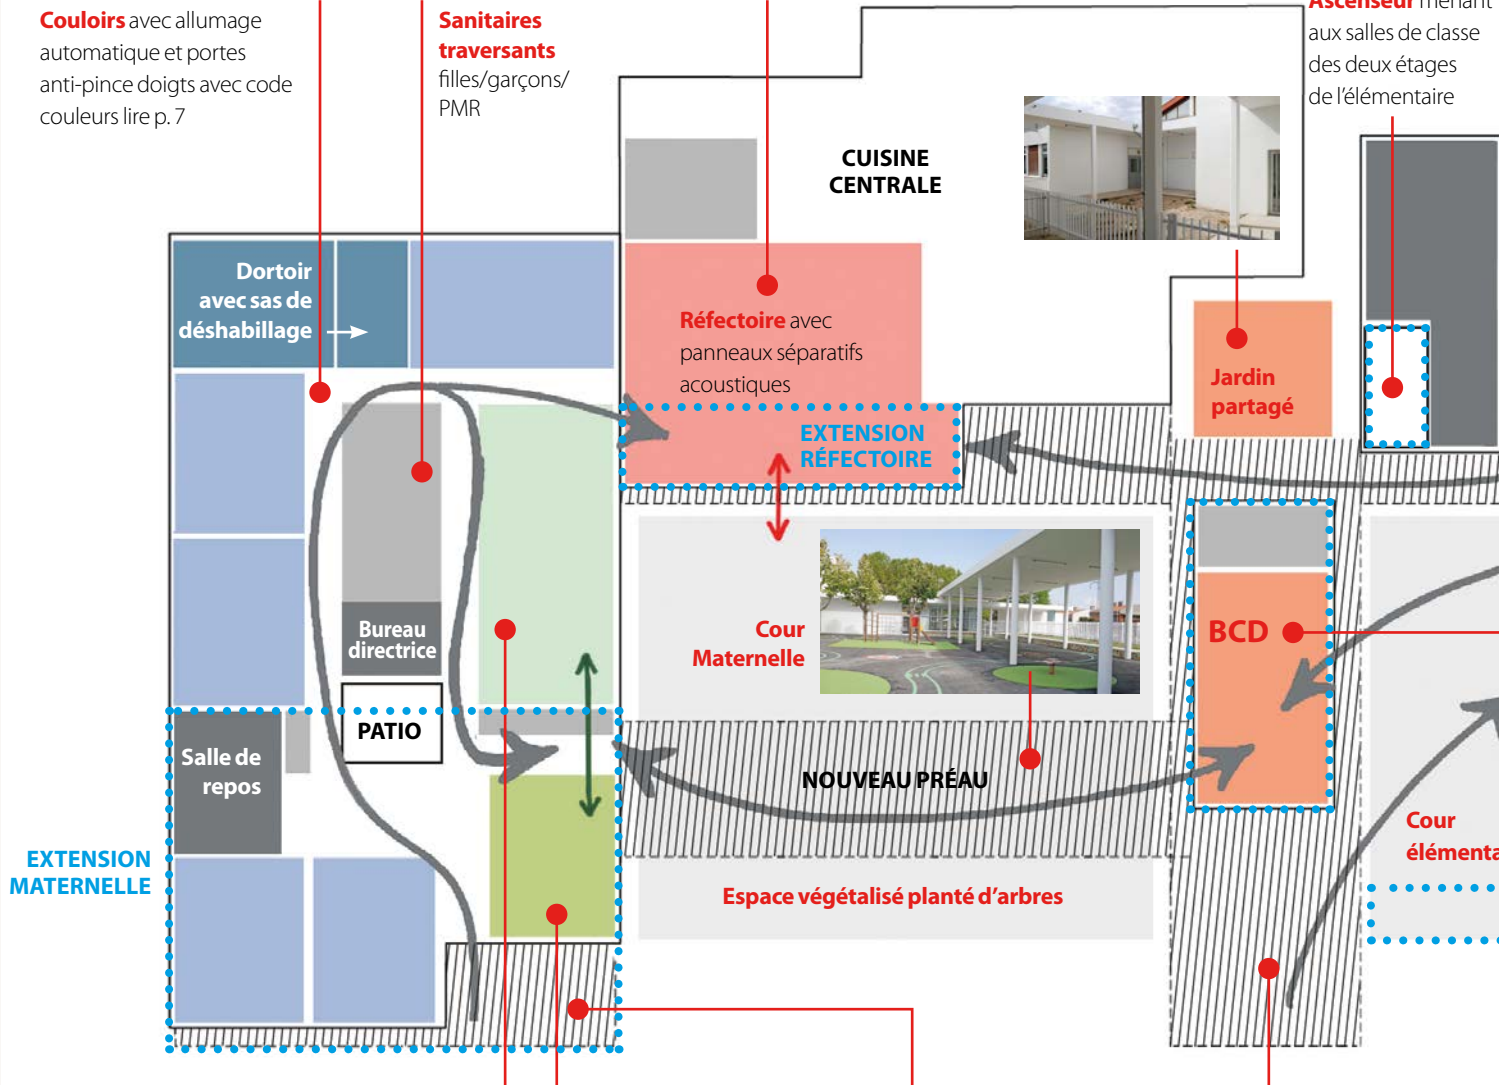 Couloirs avec allumage
automatique et portes
anti-pince doigts avec code
couleurs lire p. 7
Sanitaires
traversants
filles/garçons/
PMR
Ascenseur menant
aux salles de classe
des deux étages
de l'élémentaire
CUISINE
CENTRALE
Dortoir
avec sas de
déshabillage
Réfectoire avec
panneaux séparatifs
acoustiques
Jardin
partagé
EXTENSION
RÉFECTOIRE
Bureau
directrice
Cour
Maternelle
BCD
PATIO
Salle de
repos
NOUVEAU PRÉAU
EXTENSION
MATERNELLE
Cour
Espace végétalisé planté d'arbres